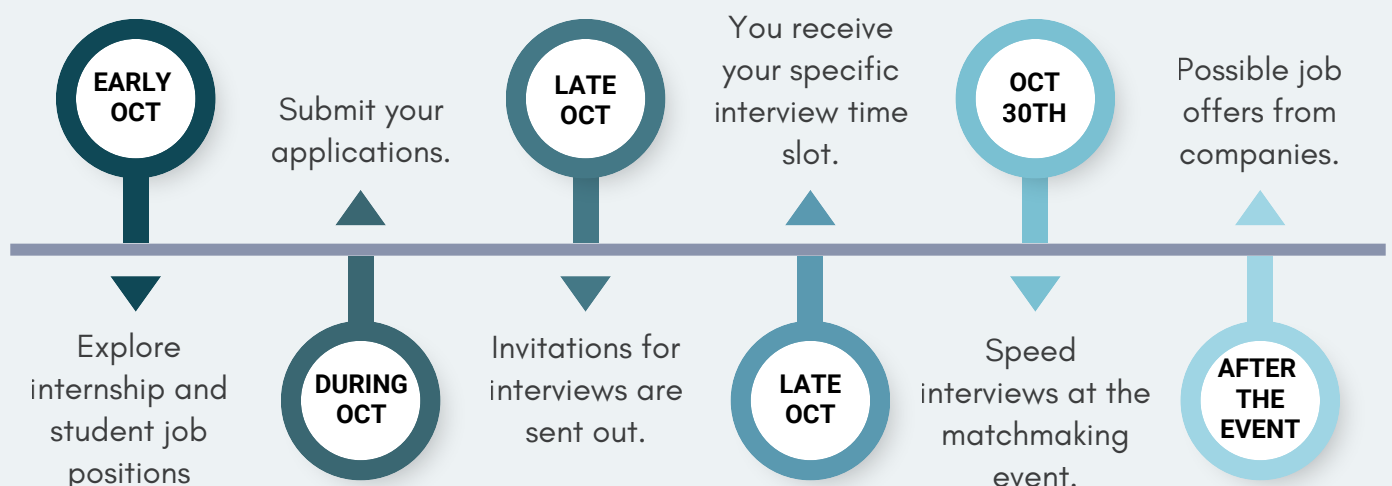 EARLY
OCT
Explore
internship and
student job
positions
Submit your
applications.
DURING
OCT
LATE
OCT
Invitations for
interviews are
sent out.
You receive
your specific
interview time
slot.
LATE
OCT
OCT
30TH
Speed
interviews at the
matchmaking
event.
Possible job
offers from
companies.
AFTER
THE
EVENT